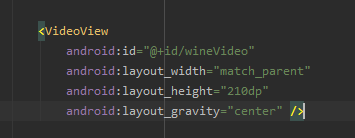 <VideoView
android:id="@+id/wineVideo"
android:layout_width="match_parent"
android:layout_height="210dp"
android:layout_gravity="center" />